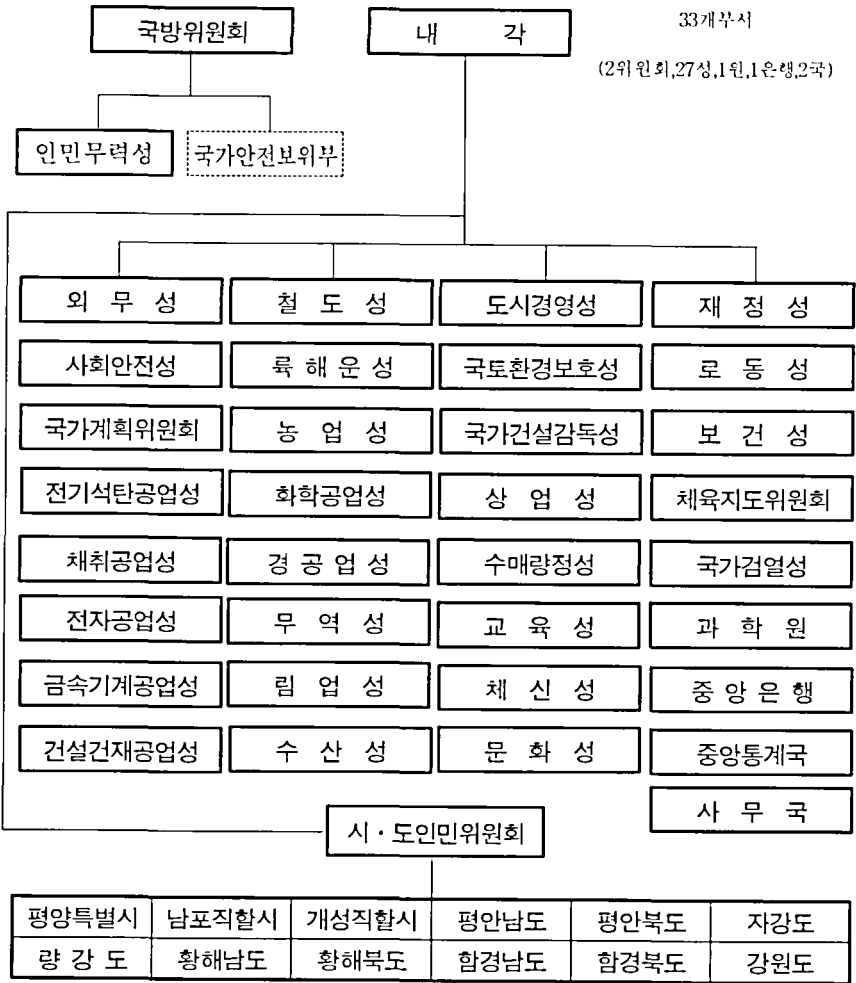 국방위원회 내 각 33개부서
(2위원회,27성,1원,1은행,2국)
인민무력성 국가안전보위부
외 무 성 철 도 성 도시경영성 재 정 성
사회안전성 륙 해 운 성 국토환경보호성 로 동 성
국가계획위원회 농 업 성 국가건설감독성 보 건 성
전기석탄공업성 화학공업성 상 업 성 체육지도위원회
채취공업성 경 공 업 성 수매량정성 국가검열성
전자공업성 무 역 성 교 육 성 과 학 원
금속기계공업성 림 업 성 체 신 성 중 앙 은 행
건설건재공업성 수 산 성 문 화 성 중앙통계국
사 무 국
시·도인민위원회
평양특별시 남포직할시 개성직할시 평안남도 평안북도 자강도
량 강 도 황해남도 황해북도 함경남도 함경북도 강원도